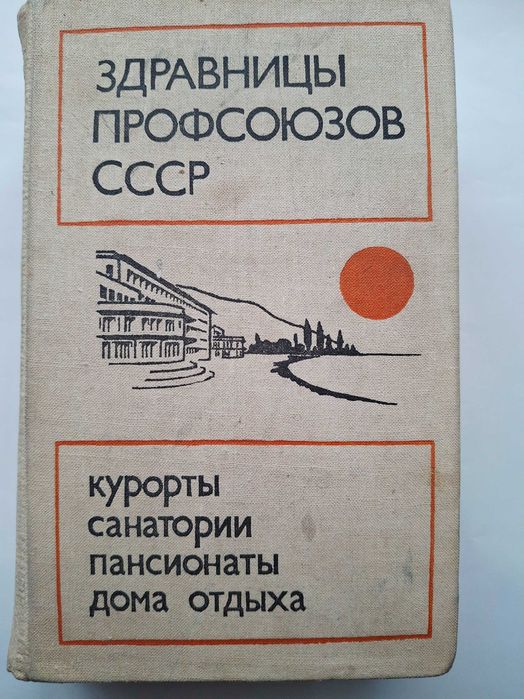 ЗДРАВНИЦЫ
ПРОФСОЮЗОВ
СССР
курорты
санатории
пансионаты
дома отдыха